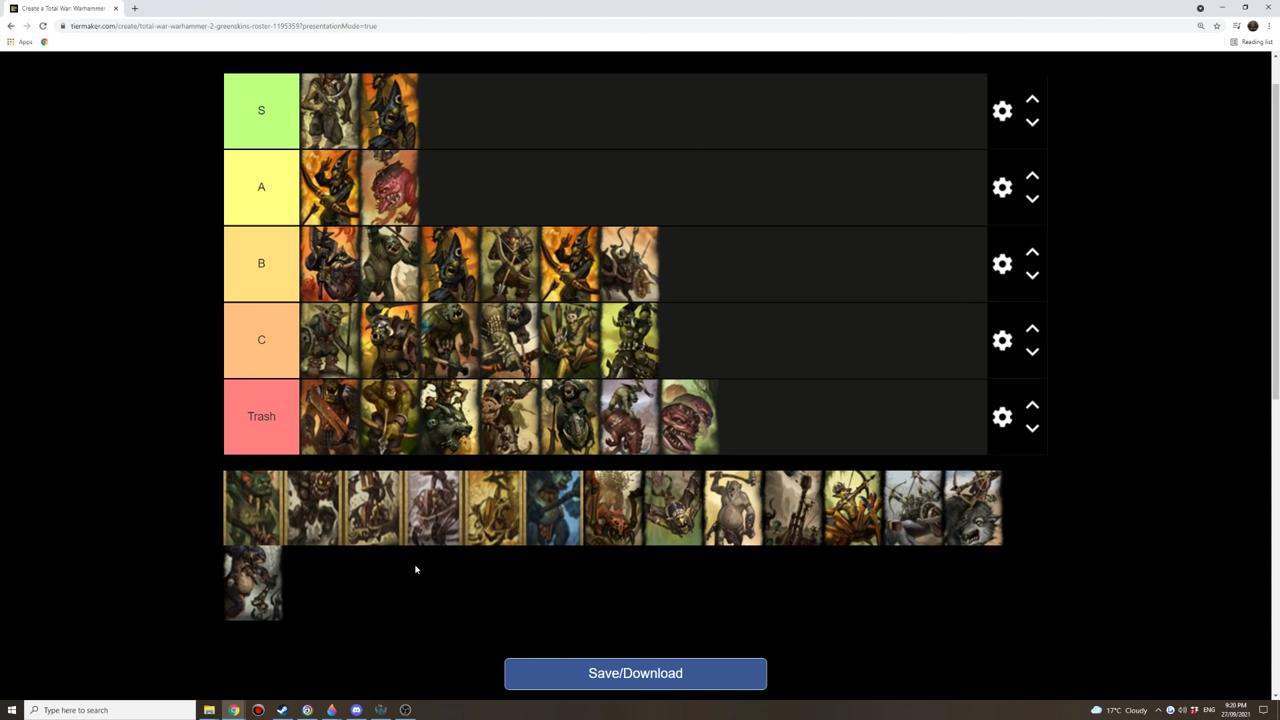 Create a Total War: Warhammer
tiermaker.com/create/total-war-warhammer-2-greenskins-roster-1195359?presentationMode=true
Apps
Reading list
S
A
B
C
Trash
Save/Download
Type here to search
17°C Cloudy
ENG
9:20 PM
27/09/2021